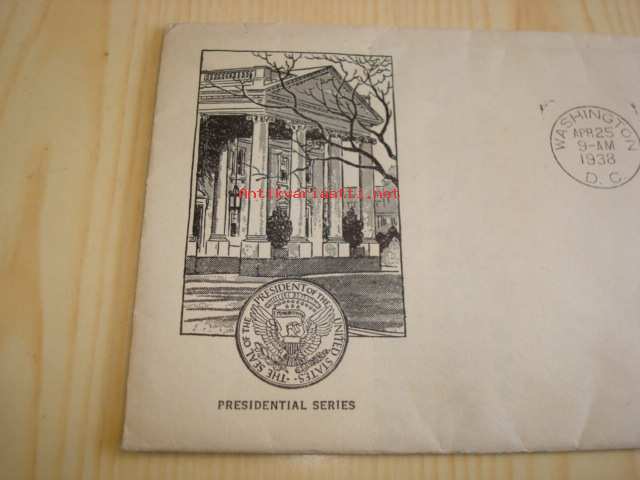 WASHINGTON
APR 25
9-AM
1938
D. C.
Antikvariaatti.net
THE SEAL OF THE PRESIDENT OF THE UNITED STATES
PRESIDENTIAL SERIES